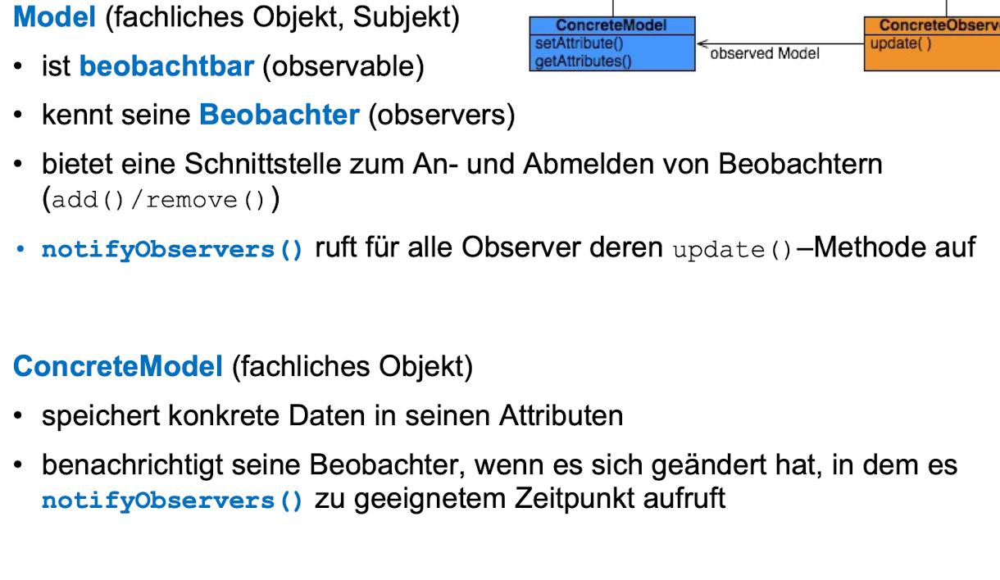 Model (fachliches Objekt, Subjekt)
• ist beobachtbar (observable)
• kennt seine Beobachter (observers)
• bietet eine Schnittstelle zum An- und Abmelden von Beobachtern
(add()/remove())
• notifyObservers() ruft für alle Observer deren update()–Methode auf
ConcreteModel
setAttribute()
getAttributes()
observed Model
ConcreteObserve
update( )
ConcreteModel (fachliches Objekt)
• speichert konkrete Daten in seinen Attributen
• benachrichtigt seine Beobachter, wenn es sich geändert hat, in dem es
notifyObservers() zu geeignetem Zeitpunkt aufruft